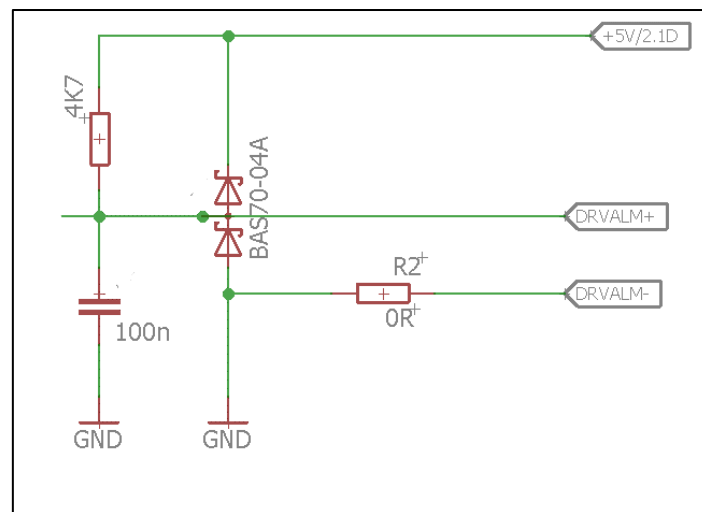 +5V/2.1D
4K7
BAS70-04A
DRVALM+
R2
DRVALM-
0R
100n
GND
GND